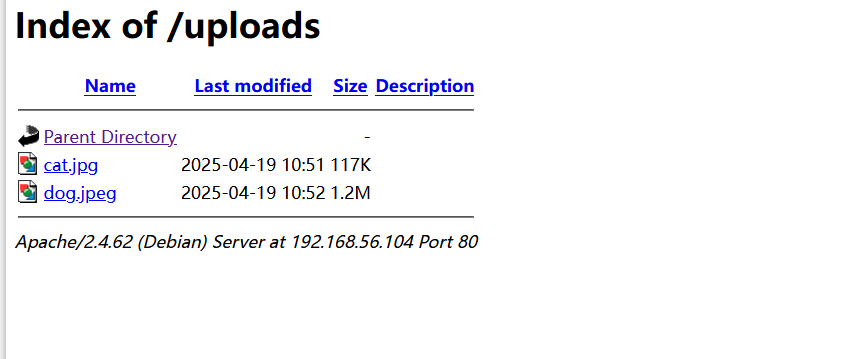 Index of /uploads
Name Last modified Size Description
Parent Directory -
cat.jpg 2025-04-19 10:51 117K
dog.jpeg 2025-04-19 10:52 1.2M
Apache/2.4.62 (Debian) Server at 192.168.56.104 Port 80